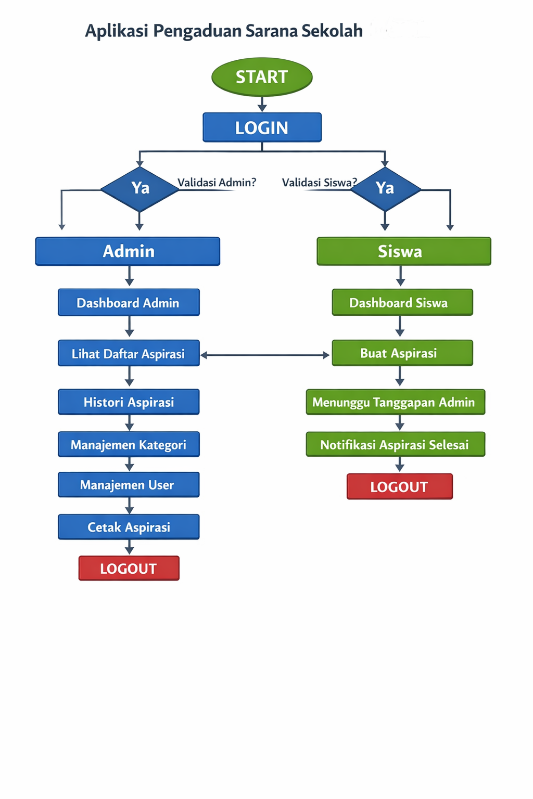 Aplikasi Pengaduan Sarana Sekolah
START
LOGIN
Ya
Validasi Admin?
Validasi Siswa?
Ya
Admin
Siswa
Dashboard Admin
Dashboard Siswa
Lihat Daftar Aspirasi
Buat Aspirasi
Histori Aspirasi
Menunggu Tanggapan Admin
Manajemen Kategori
Notifikasi Aspirasi Selesai
Manajemen User
LOGOUT
Cetak Aspirasi
LOGOUT